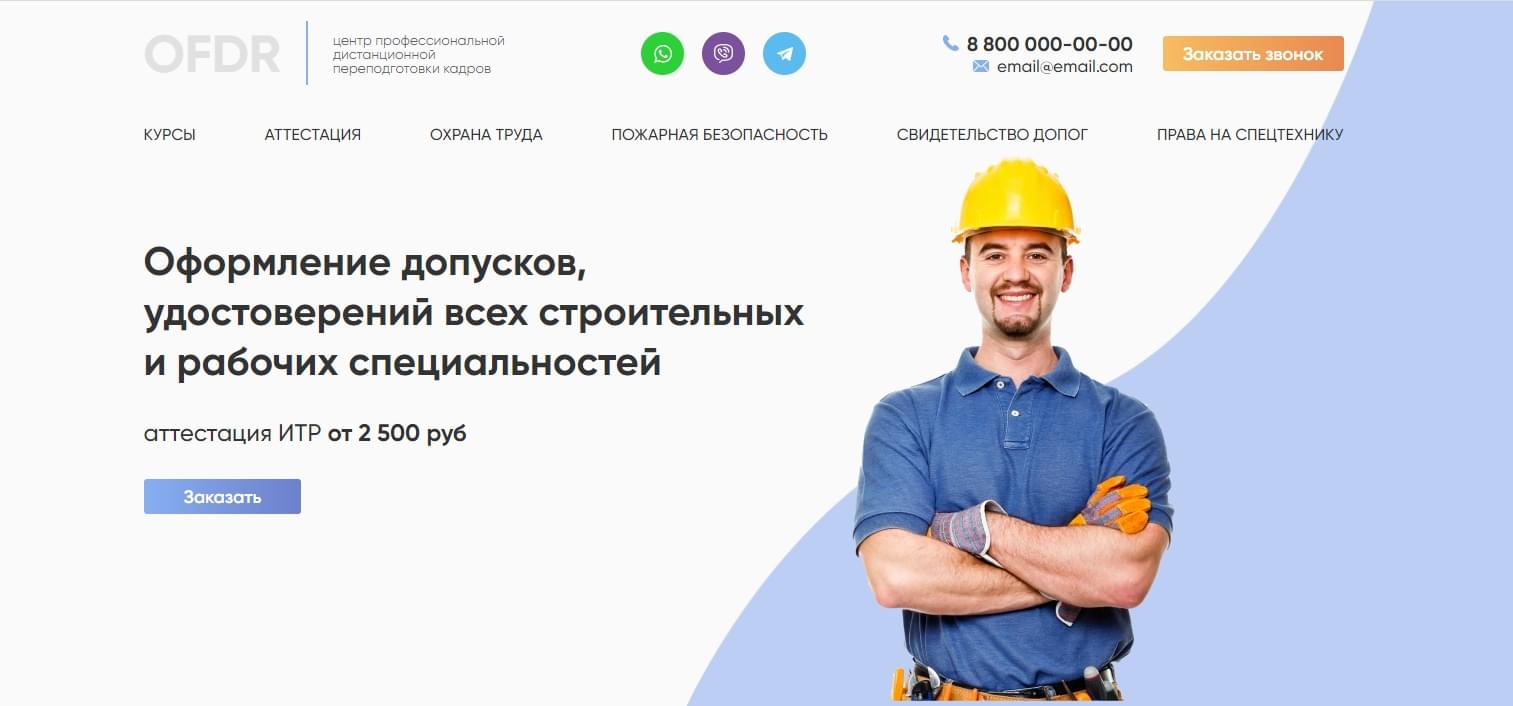 OFDR
центр профессиональной
дистанционной
переподготовки кадров
8 800 000-00-00
email@email.com
Заказать звонок
КУРСЫ
АТТЕСТАЦИЯ
ОХРАНА ТРУДА
ПОЖАРНАЯ БЕЗОПАСНОСТЬ
СВИДЕТЕЛЬСТВО ДОПОГ
ПРАВА НА СПЕЦТЕХНИКУ
Оформление допусков,
удостоверений всех строительных
и рабочих специальностей
аттестация ИТР от 2 500 руб
Заказать